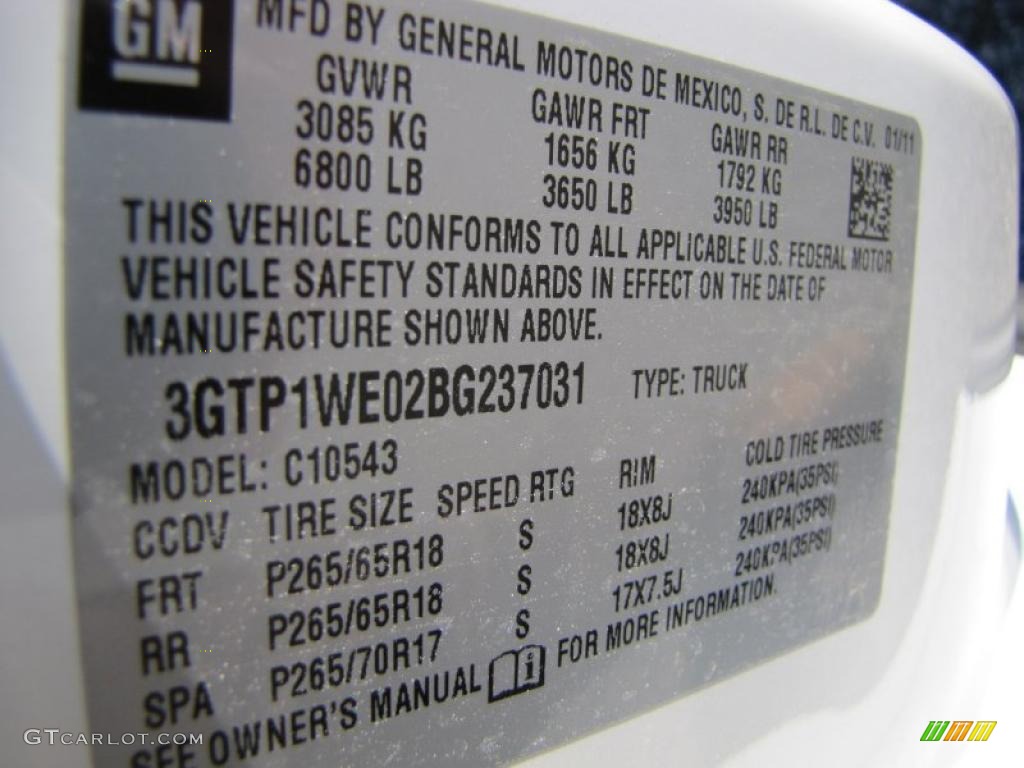 GM
MFD BY GENERAL MOTORS DE MEXICO, S. DE R.L. DE C.V. 01/11
GVWR GAWR FRT GAWR RR
3085 KG 1656 KG 1792 KG
6800 LB 3650 LB 3950 LB
THIS VEHICLE CONFORMS TO ALL APPLICABLE U.S. FEDERAL MOTOR
VEHICLE SAFETY STANDARDS IN EFFECT ON THE DATE OF
MANUFACTURE SHOWN ABOVE.
3GTP1WE02BG237031 TYPE: TRUCK
MODEL: C10543
CCDV TIRE SIZE SPEED RTG RIM COLD TIRE PRESSURE
FRT P265/65R18 S 18X8J 240KPA(35PSI)
RR P265/65R18 S 18X8J 240KPA(35PSI)
SPA P265/70R17 S 17X7.5J 240KPA(35PSI)
SEE OWNER'S MANUAL i FOR MORE INFORMATION.
GTCARLOT.COM